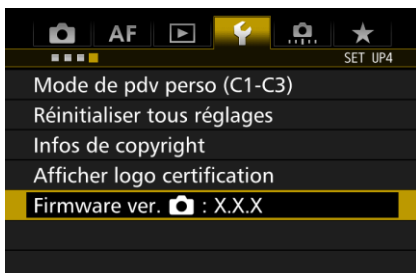 AF
SET UP4
Mode de pdv perso (C1-C3)
Réinitialiser tous réglages
Infos de copyright
Afficher logo certification
Firmware ver. : X.X.X